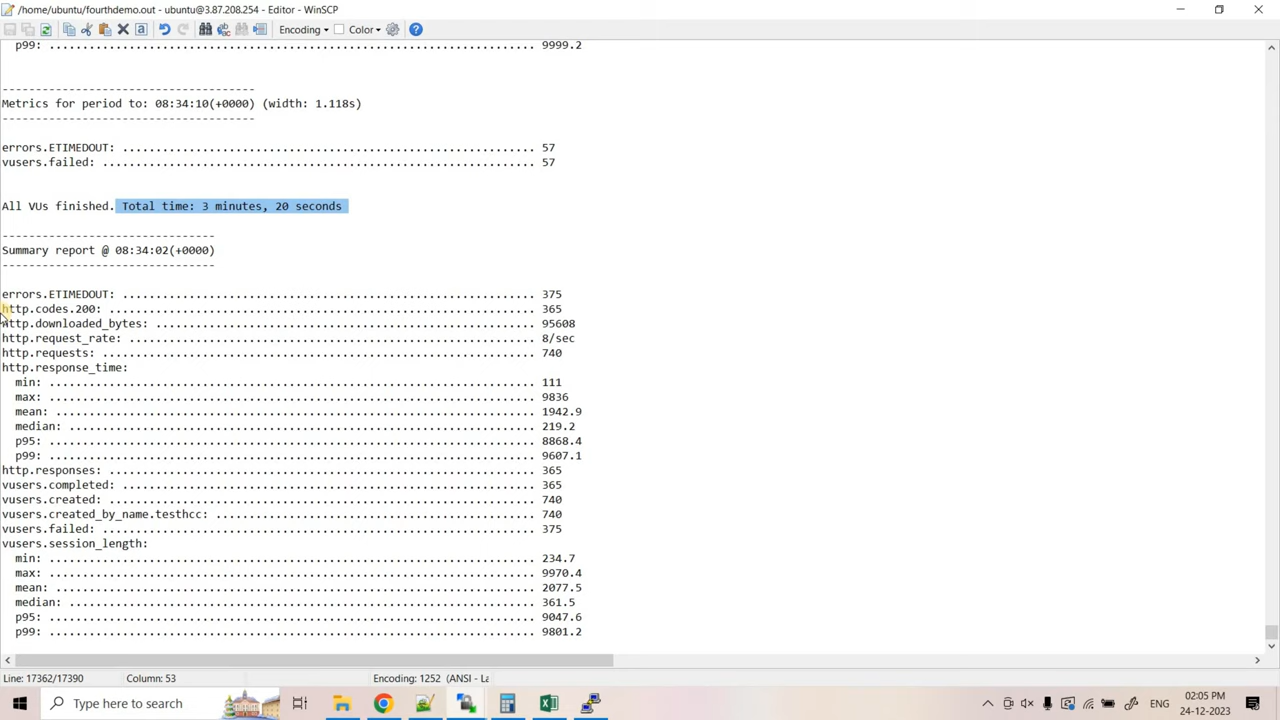 /home/ubuntu/fourthdemo.out - ubuntu@3.87.208.254 - Editor - WinSCP
Encoding Color
p99: ......................................................................... 9999.2
--------------------------------------
Metrics for period to: 08:34:10(+0000) (width: 1.118s)
--------------------------------------
errors.ETIMEDOUT: .............................................................. 57
vusers.failed: ................................................................. 57
All VUs finished. Total time: 3 minutes, 20 seconds
--------------------------------
Summary report @ 08:34:02(+0000)
--------------------------------
errors.ETIMEDOUT: .............................................................. 375
http.codes.200: ................................................................ 365
http.downloaded_bytes: ......................................................... 95608
http.request_rate: ............................................................. 8/sec
http.requests: ................................................................. 740
http.response_time:
min: ......................................................................... 111
max: ......................................................................... 9836
mean: ........................................................................ 1942.9
median: ...................................................................... 219.2
p95: ......................................................................... 8868.4
p99: ......................................................................... 9607.1
http.responses: ................................................................ 365
vusers.completed: .............................................................. 365
vusers.created: ................................................................ 740
vusers.created_by_name.testhcc: ................................................ 740
vusers.failed: ................................................................. 375
vusers.session_length:
min: ......................................................................... 234.7
max: ......................................................................... 9970.4
mean: ........................................................................ 2077.5
median: ...................................................................... 361.5
p95: ......................................................................... 9047.6
p99: ......................................................................... 9801.2
Line: 17362/17390 Column: 53 Encoding: 1252 (ANSI - La
Type here to search
ENG 02:05 PM
24-12-2023